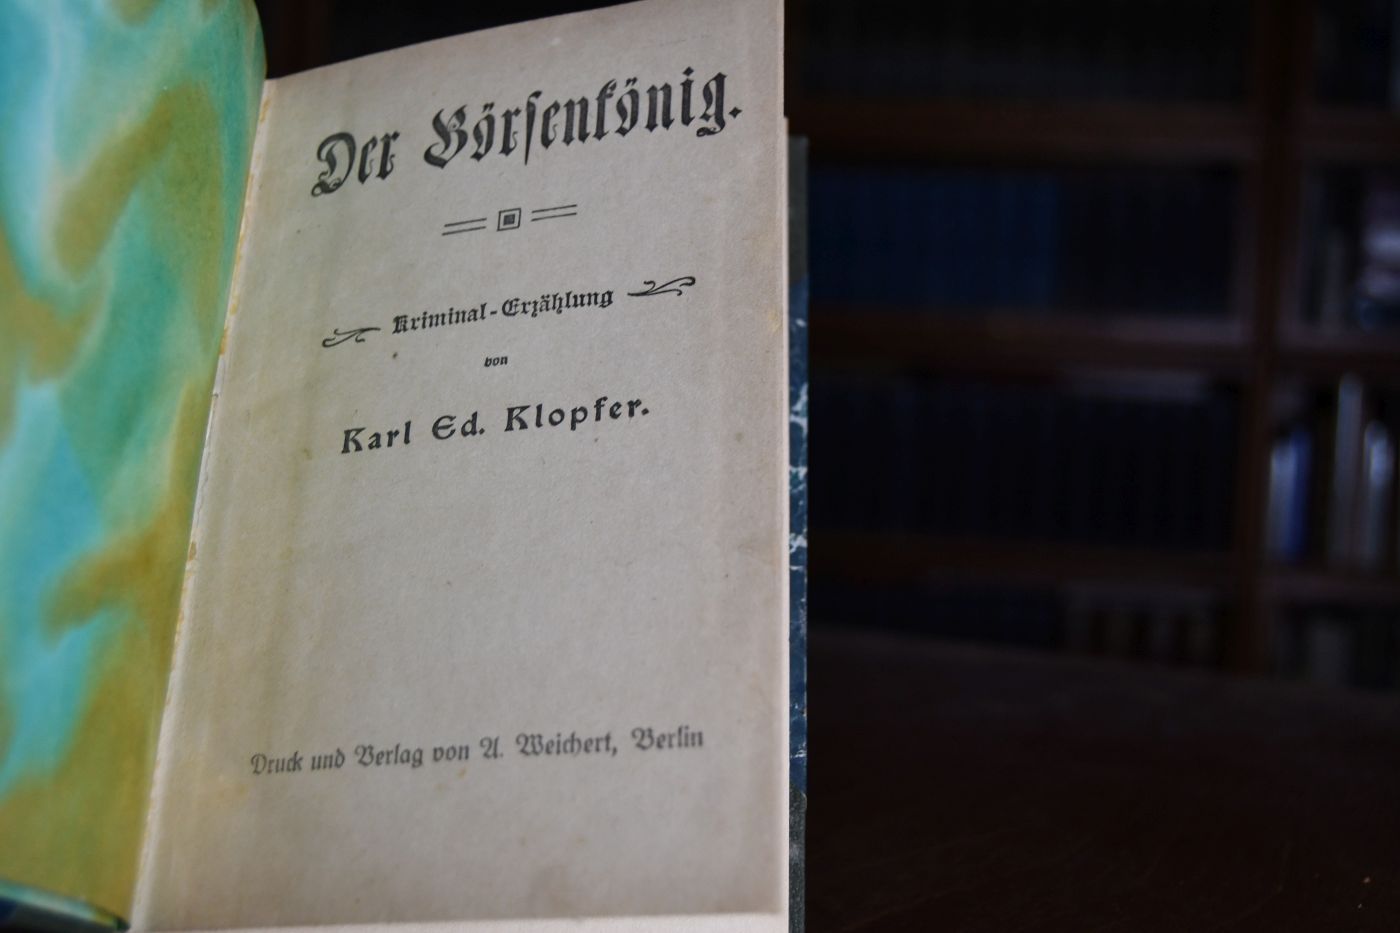 Der Börsenkönig.
Kriminal-Erzählung
von
Karl Ed. Klopfer.
Druck und Verlag von A. Weichert, Berlin